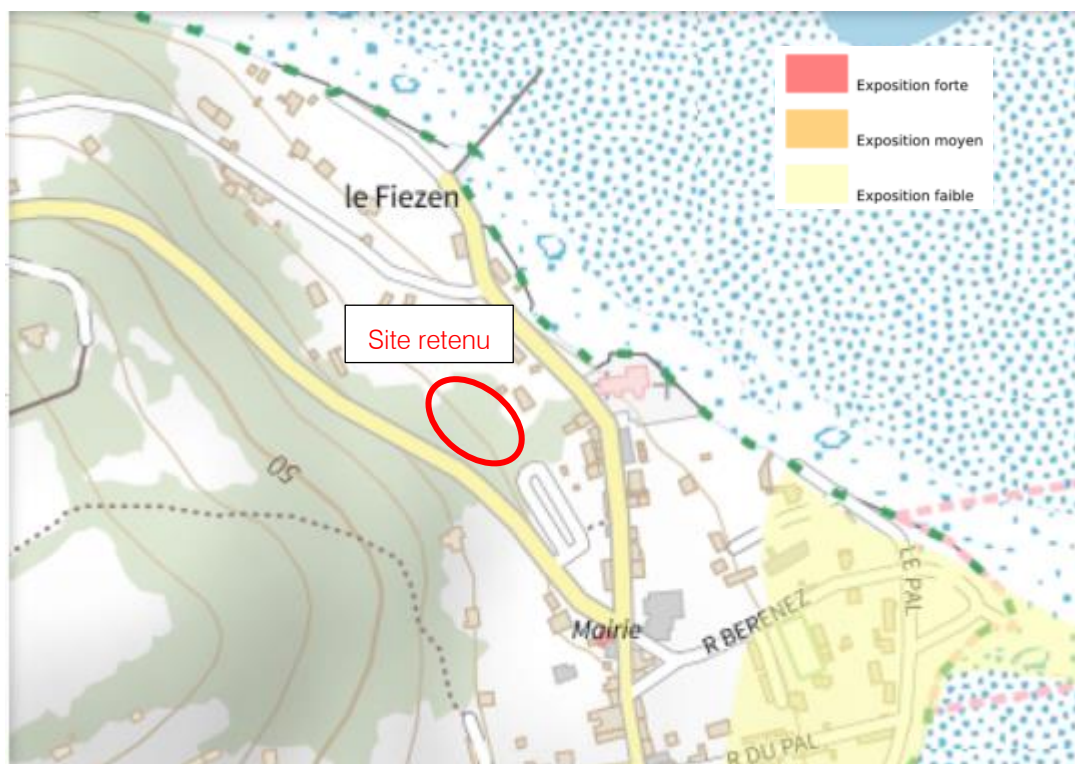 Exposition forte
Exposition moyen
Exposition faible
le Fiezen
Site retenu
50
LE PAL
R BERENEZ
Mairie
R DU PAL